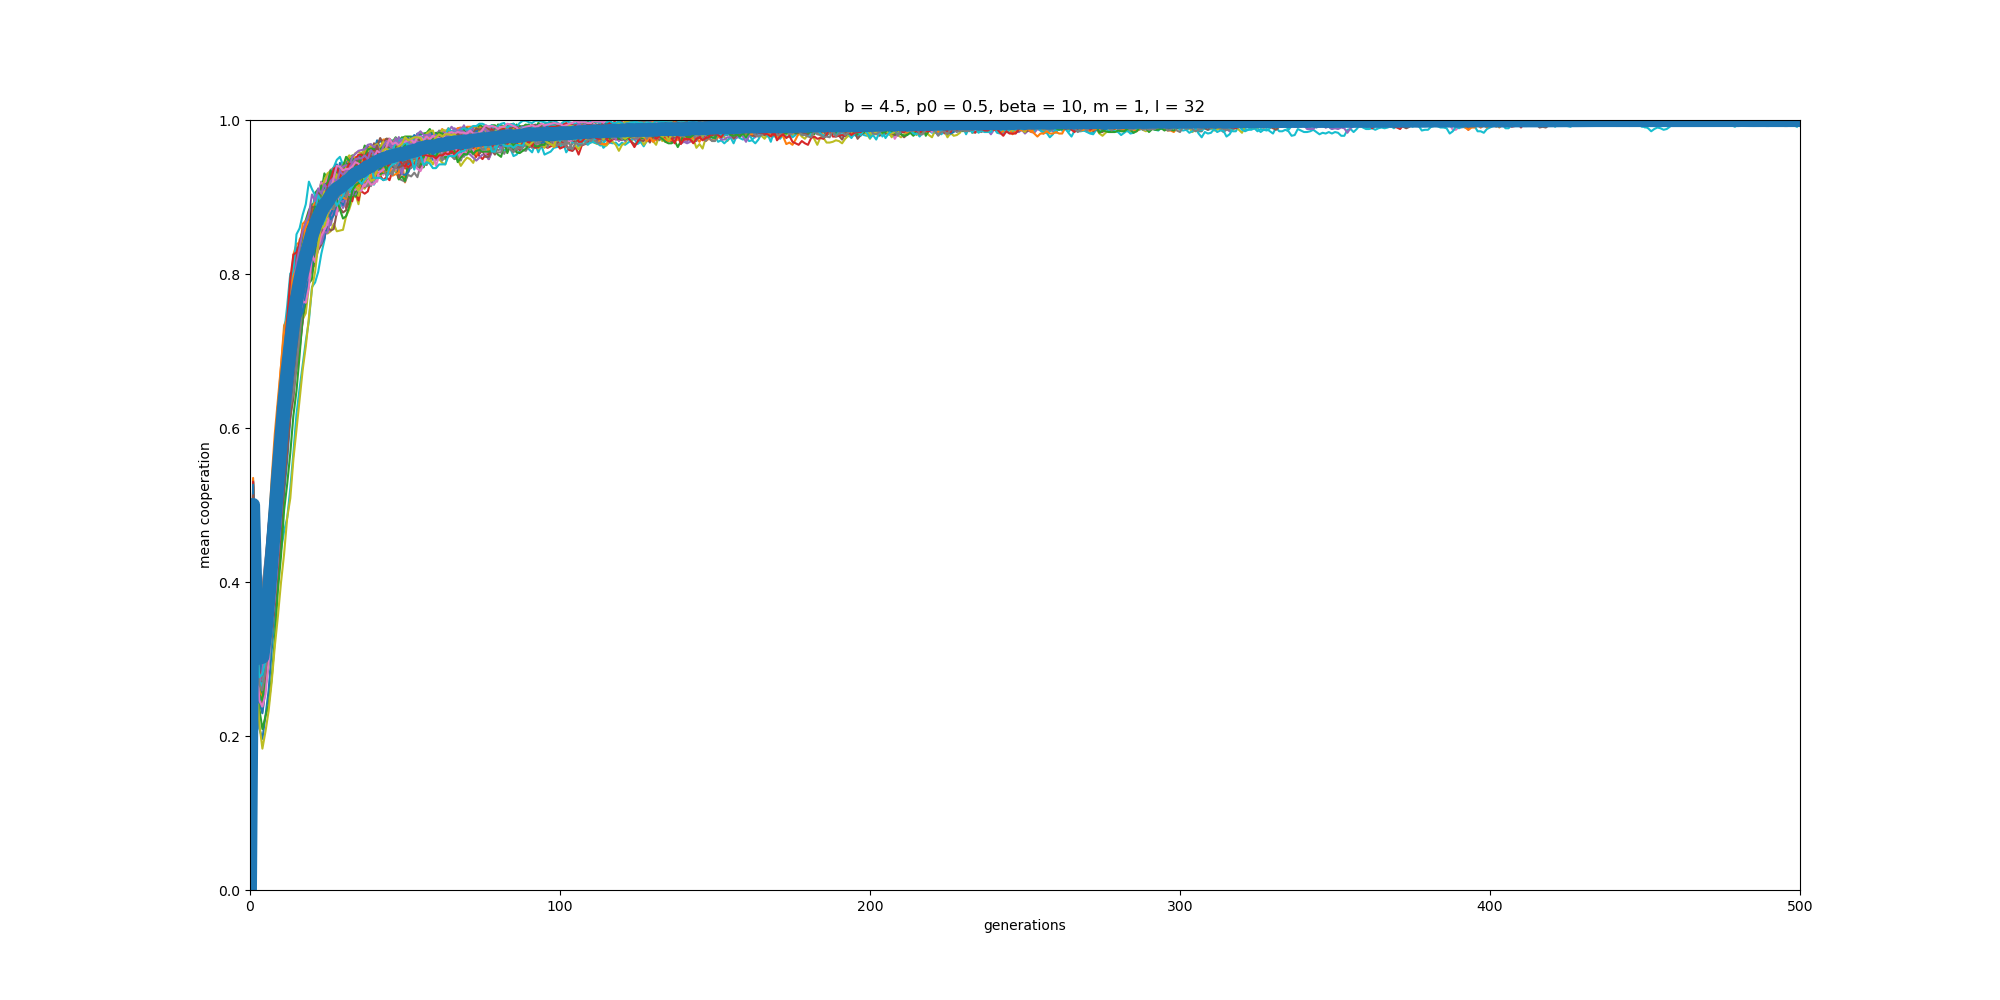 b = 4.5, p0 = 0.5, beta = 10, m = 1, l = 32
1.0
0.8
0.6
0.4
0.2
0.0
mean cooperation
0 100 200 300 400 500
generations